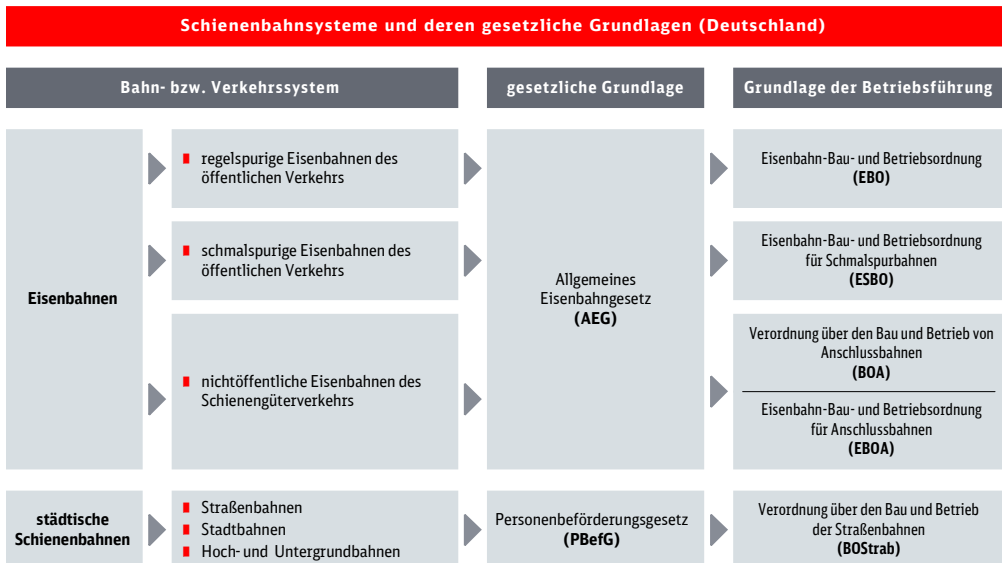 Schienenbahnsysteme und deren gesetzliche Grundlagen (Deutschland)
Bahn- bzw. Verkehrssystem
gesetzliche Grundlage
Grundlage der Betriebsführung
Eisenbahnen
regelspurige Eisenbahnen des
öffentlichen Verkehrs
schmalspurige Eisenbahnen des
öffentlichen Verkehrs
nichtöffentliche Eisenbahnen des
Schienengüterverkehrs
Allgemeines
Eisenbahngesetz
(AEG)
Eisenbahn-Bau- und Betriebsordnung
(EBO)
Eisenbahn-Bau- und Betriebsordnung
für Schmalspurbahnen
(ESBO)
Verordnung über den Bau und Betrieb von
Anschlussbahnen
(BOA)
Eisenbahn-Bau- und Betriebsordnung
für Anschlussbahnen
(EBOA)
städtische
Schienenbahnen
Straßenbahnen
Stadtbahnen
Hoch- und Untergrundbahnen
Personenbeförderungsgesetz
(PBefG)
Verordnung über den Bau und Betrieb
der Straßenbahnen
(BOStrab)